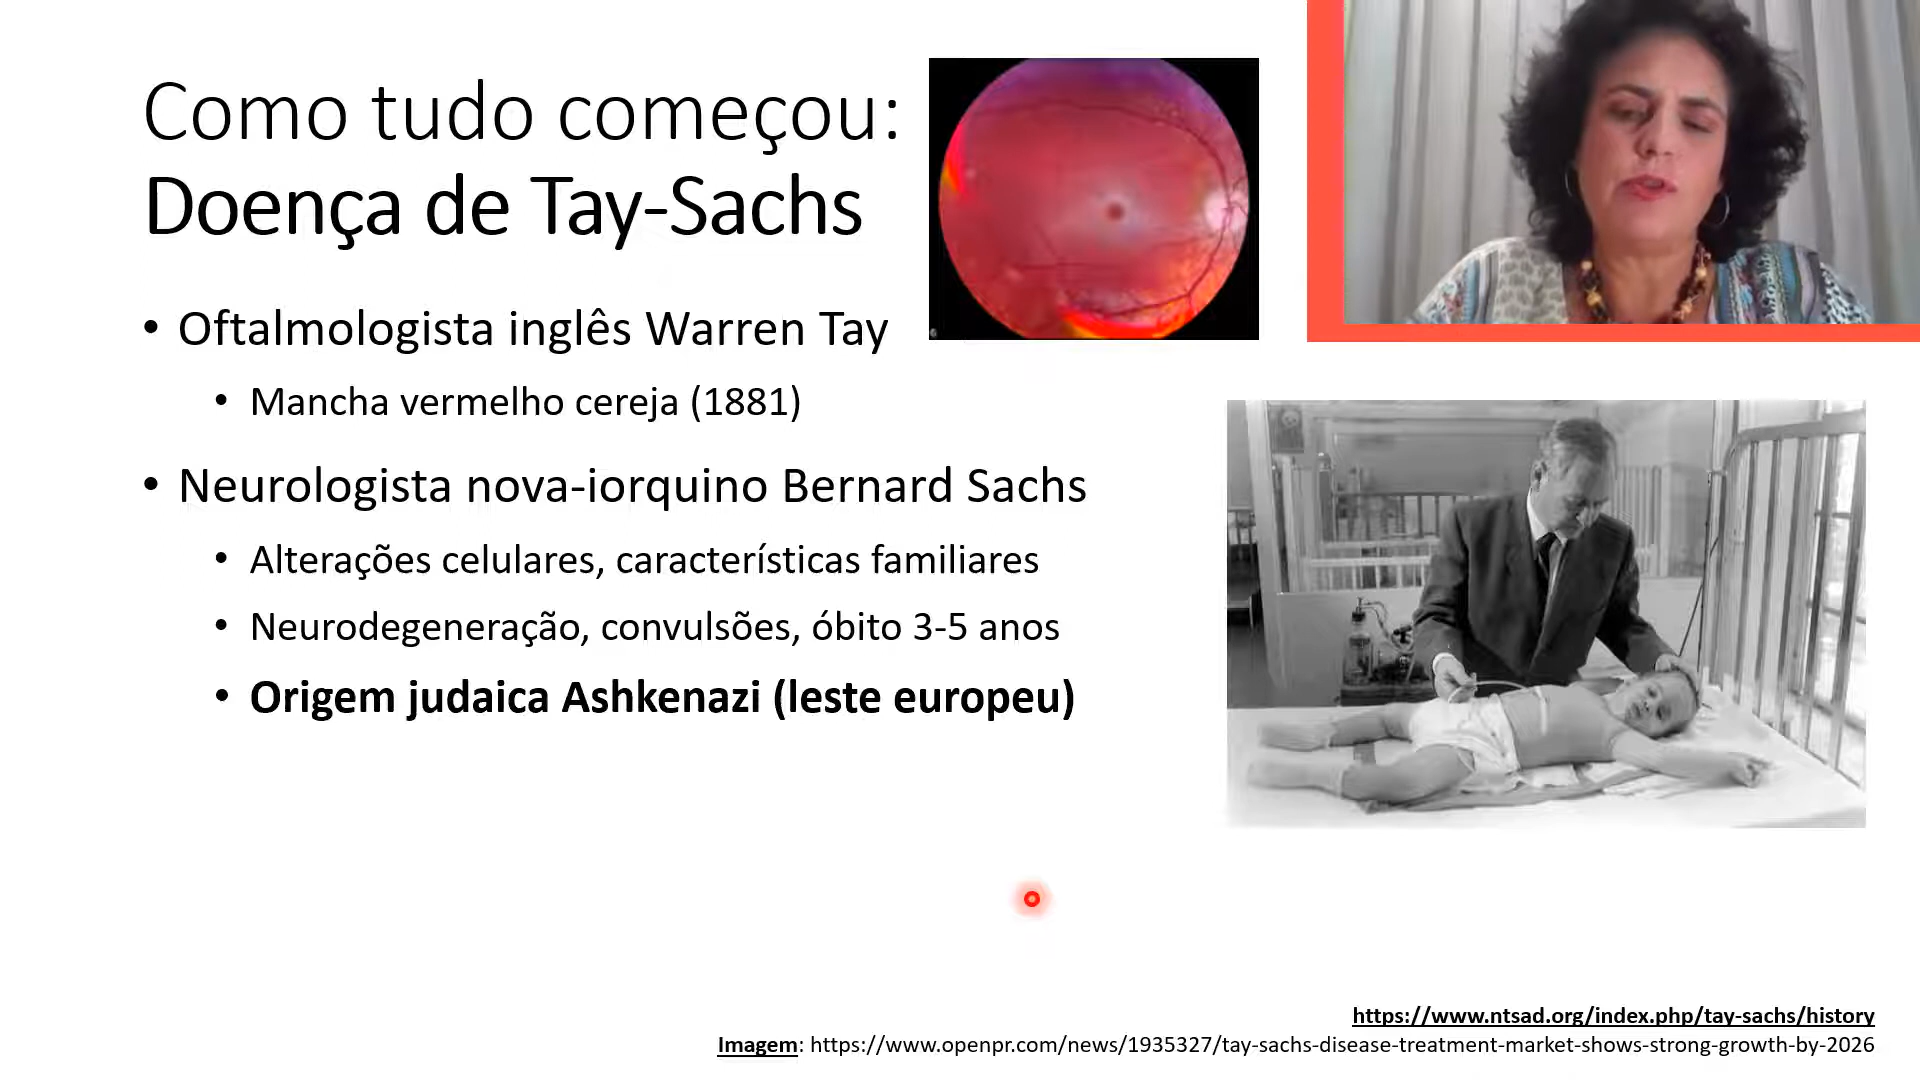 Como tudo começou:
Doença de Tay-Sachs
• Oftalmologista inglês Warren Tay
• Mancha vermelho cereja (1881)
• Neurologista nova-iorquino Bernard Sachs
• Alterações celulares, características familiares
• Neurodegeneração, convulsões, óbito 3-5 anos
• Origem judaica Ashkenazi (leste europeu)
https://www.ntsad.org/index.php/tay-sachs/history
Imagem: https://www.openpr.com/news/1935327/tay-sachs-disease-treatment-market-shows-strong-growth-by-2026